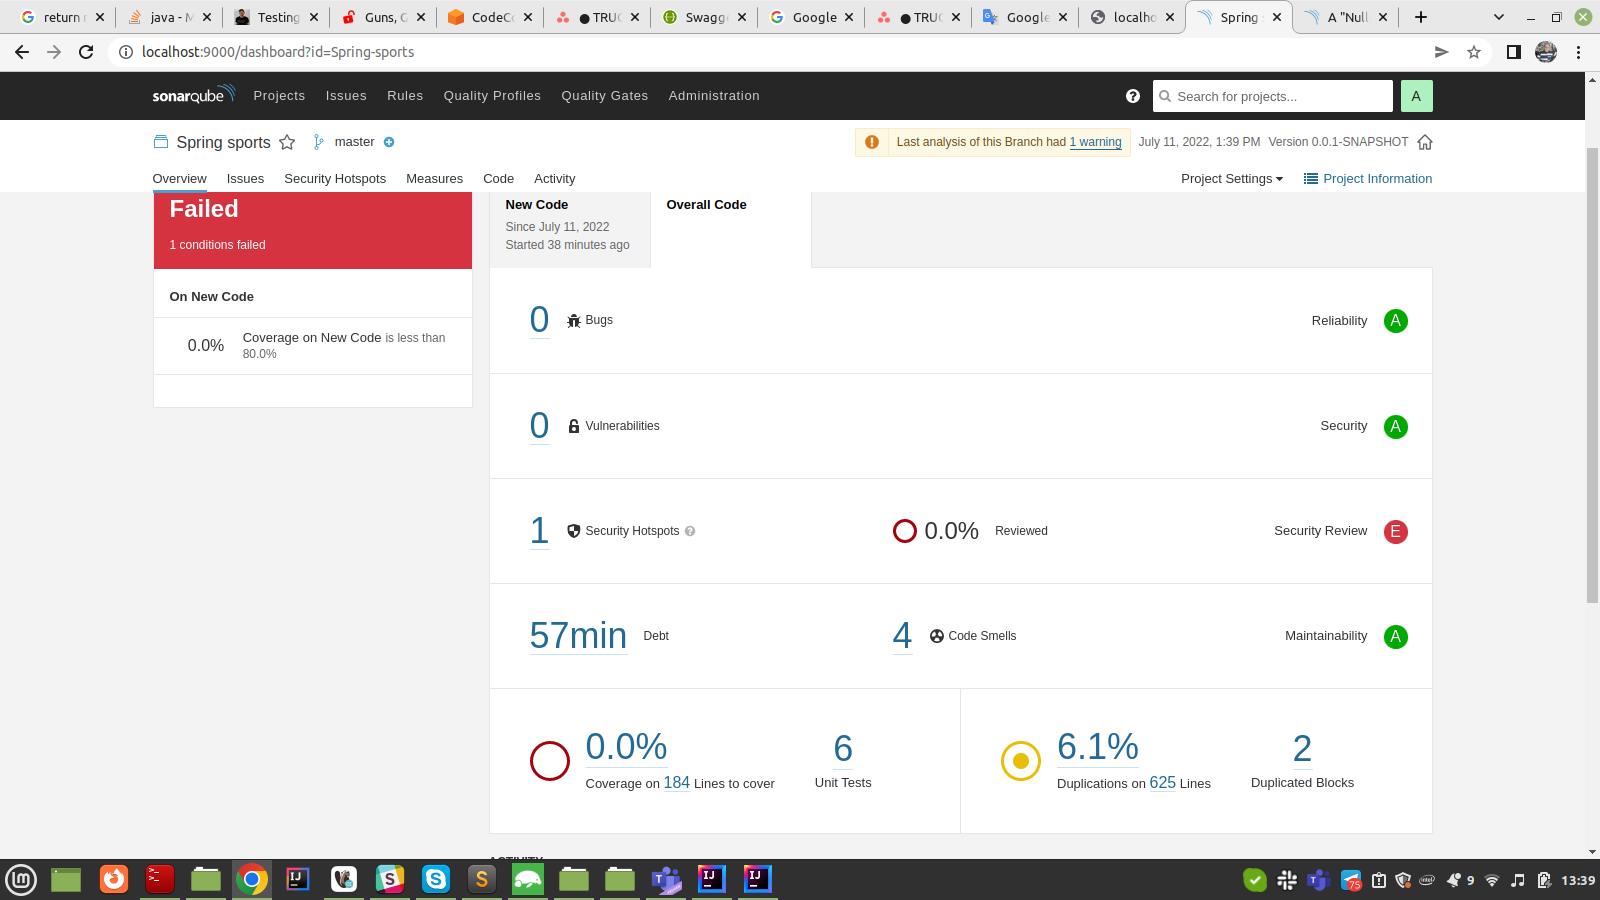 return r
java - M
Testing
Guns, G
CodeCo
● TRUC
Swagge
Google
● TRUC
Google
localho
Spring s
A "Null
localhost:9000/dashboard?id=Spring-sports
sonarqube
Projects
Issues
Rules
Quality Profiles
Quality Gates
Administration
?
Search for projects...
A
Spring sports
master
Last analysis of this Branch had 1 warning
July 11, 2022, 1:39 PM
Version 0.0.1-SNAPSHOT
Overview
Issues
Security Hotspots
Measures
Code
Activity
Project Settings
Project Information
Failed
1 conditions failed
On New Code
0.0%
Coverage on New Code is less than
80.0%
New Code
Since July 11, 2022
Started 38 minutes ago
Overall Code
0 Bugs
Reliability A
0 Vulnerabilities
Security A
1 Security Hotspots ?
0.0% Reviewed
Security Review E
57min Debt
4 Code Smells
Maintainability A
0.0%
Coverage on 184 Lines to cover
6
Unit Tests
6.1%
Duplications on 625 Lines
2
Duplicated Blocks
ACTIVITY
75
9
13:39